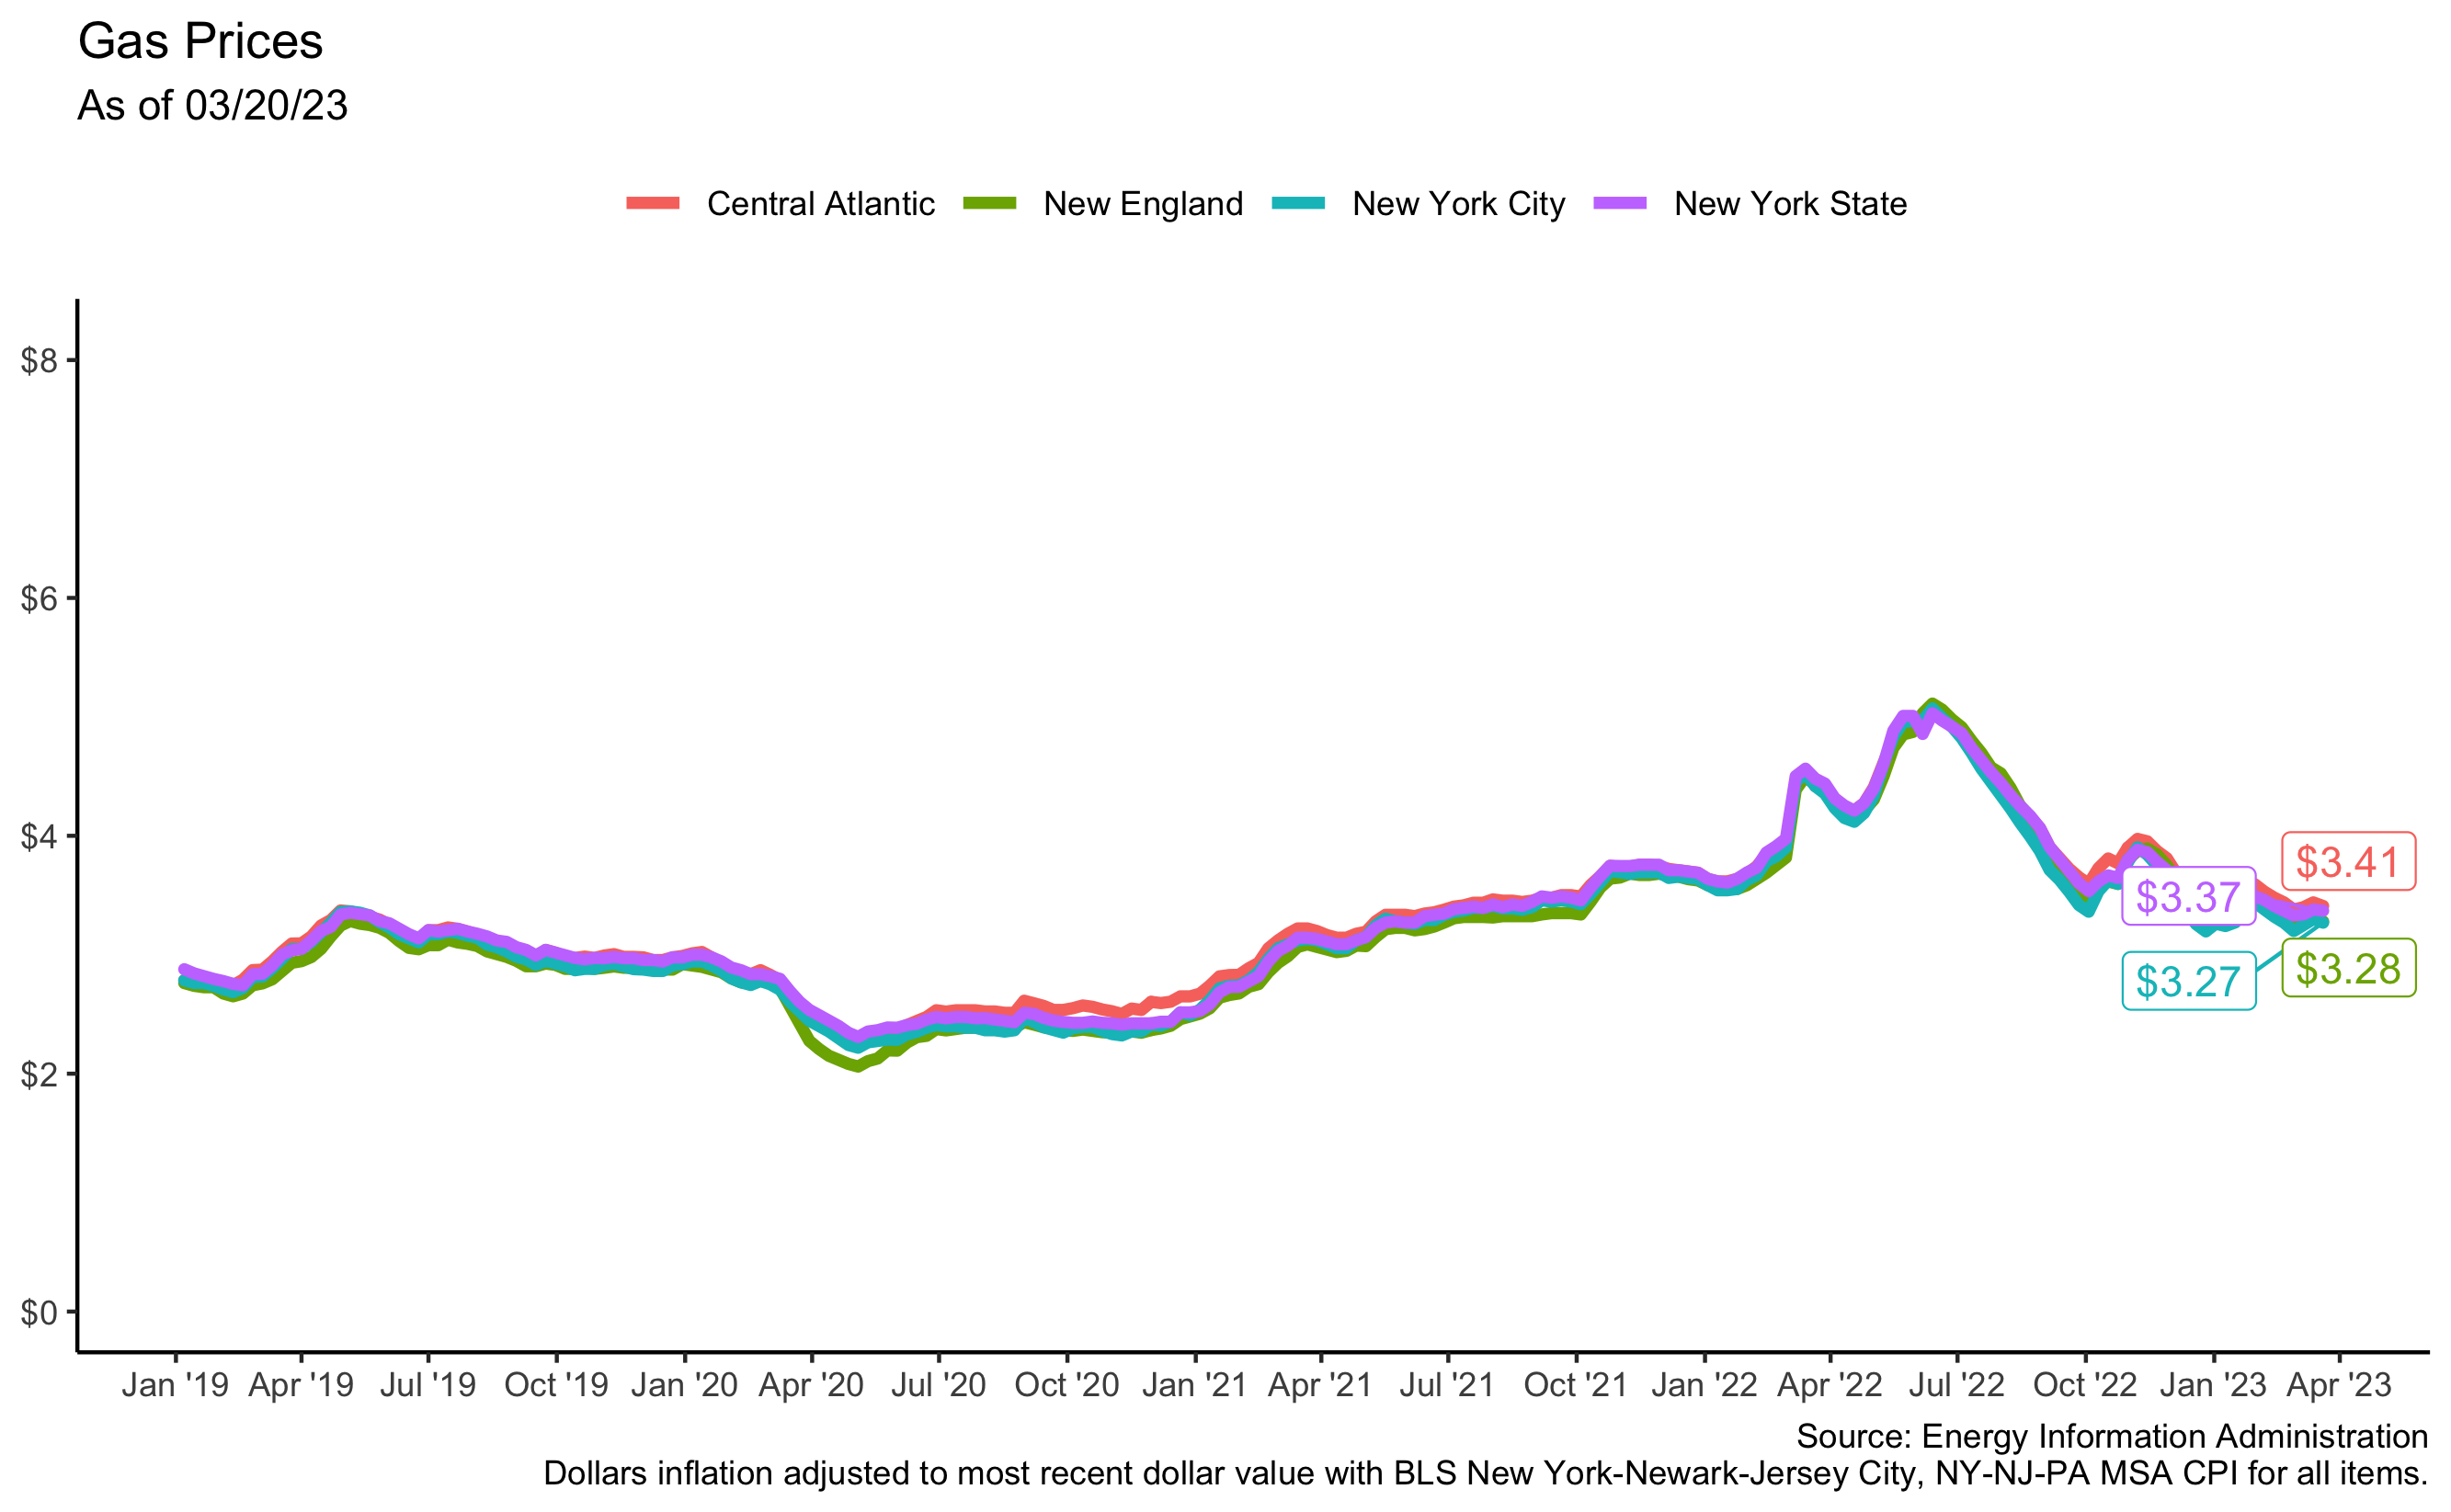 Gas Prices
As of 03/20/23
Central Atlantic New England New York City New York State
$8
$6
$4
$2
$0
$3.41
$3.37
$3.28
$3.27
Jan '19 Apr '19 Jul '19 Oct '19 Jan '20 Apr '20 Jul '20 Oct '20 Jan '21 Apr '21 Jul '21 Oct '21 Jan '22 Apr '22 Jul '22 Oct '22 Jan '23 Apr '23
Source: Energy Information Administration
Dollars inflation adjusted to most recent dollar value with BLS New York-Newark-Jersey City, NY-NJ-PA MSA CPI for all items.